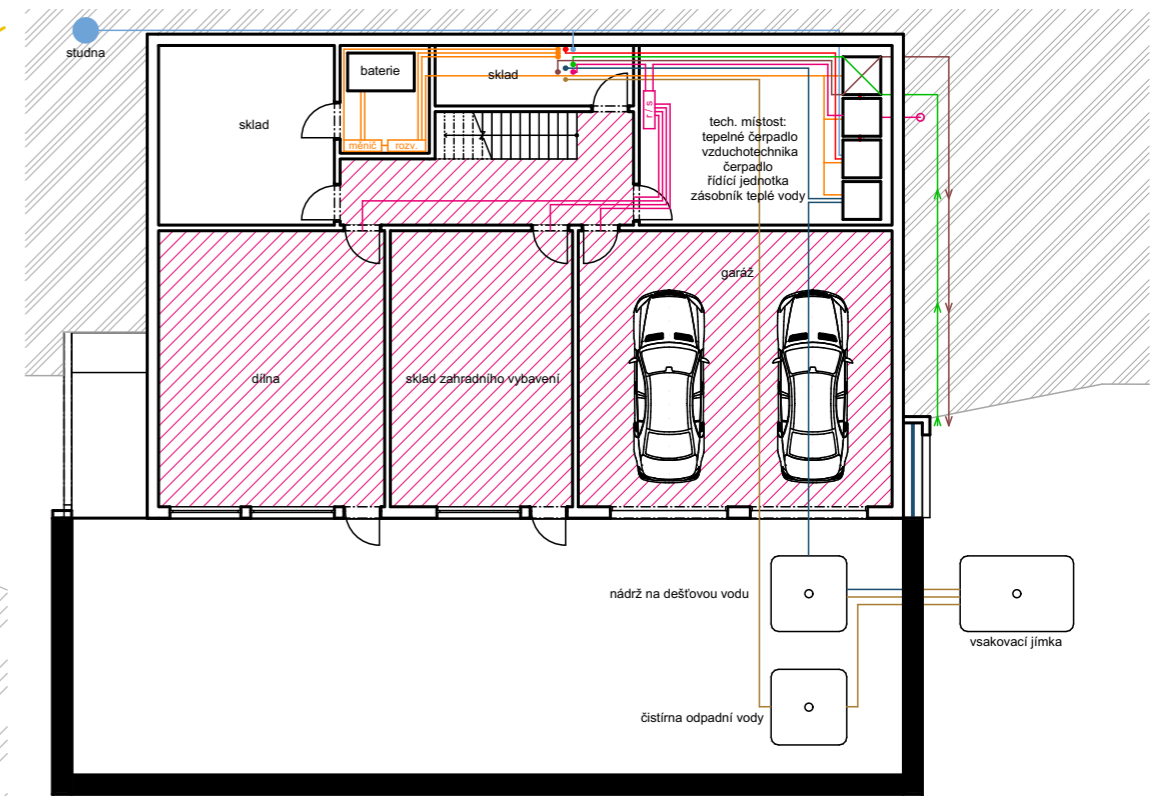 studna
baterie
sklad
sklad
měnič
rozv.
r / s
tech. místost:
tepelné čerpadlo
vzduchotechnika
čerpadlo
řídící jednotka
zásobník teplé vody
garáž
dílna
sklad zahradního vybavení
nádrž na dešťovou vodu
vsakovací jímka
čistírna odpadní vody